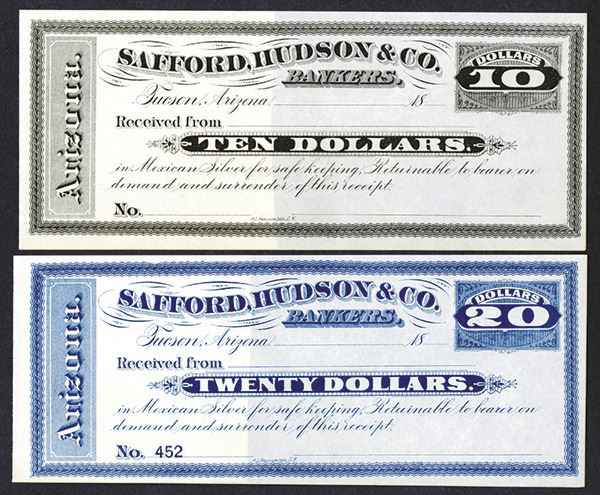 Arizona.
SAFFORD, HUDSON & CO.
BANKERS.
DOLLARS
10
Tucson, Arizona 18
Received from
TEN DOLLARS.
in Mexican Silver for safe keeping, Returnable to bearer on
demand and surrender of this receipt.
No.
Arizona.
SAFFORD, HUDSON & CO.
BANKERS.
DOLLARS
20
Tucson, Arizona 18
Received from
TWENTY DOLLARS.
in Mexican Silver for safe keeping, Returnable to bearer on
demand and surrender of this receipt.
No. 452